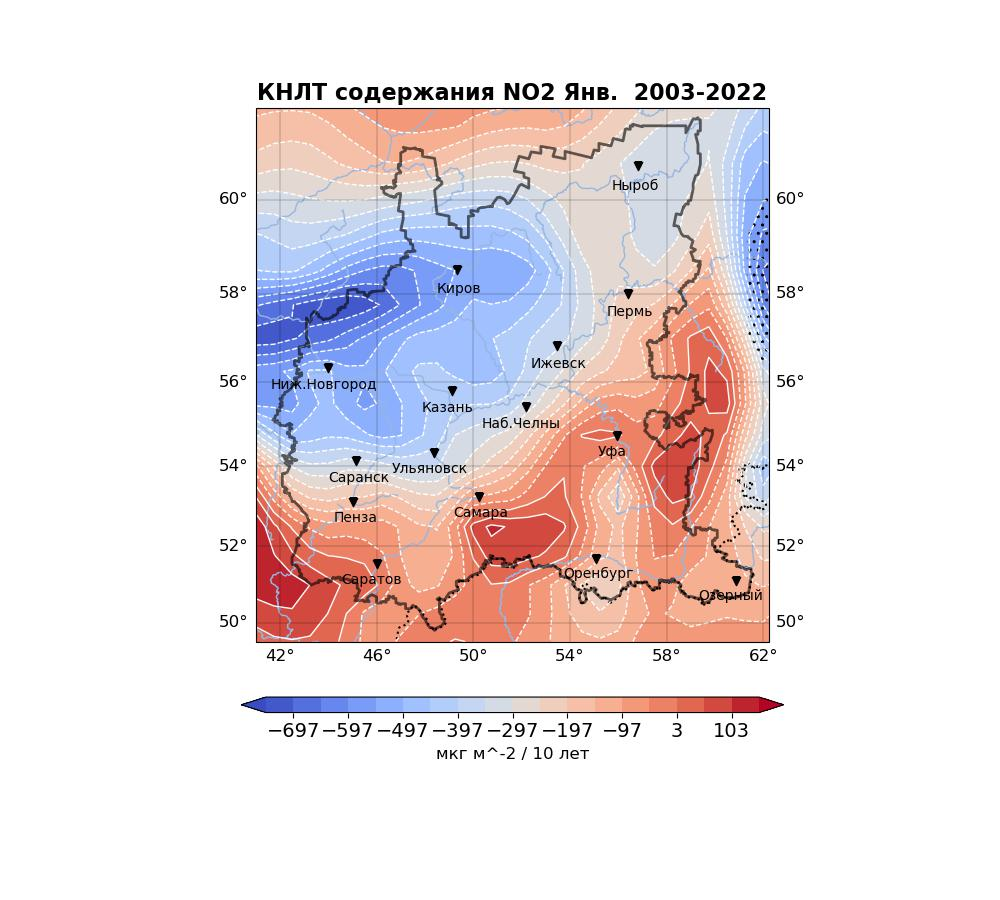 КНЛТ содержания NO2 Янв.  2003-2022
Ныроб
60° 60°
Киров
58° 58°
Пермь
Ижевск
56° Ниж.Новгород 56°
Казань
Наб.Челны
Уфа
54° Саранск Ульяновск 54°
Самара
Пенза
52° 52°
Оренбург
Саратов
Озерный
50° 50°
42° 46° 50° 54° 58° 62°
−697 −597 −497 −397 −297 −197 −97 3 103
мкг м^-2 / 10 лет